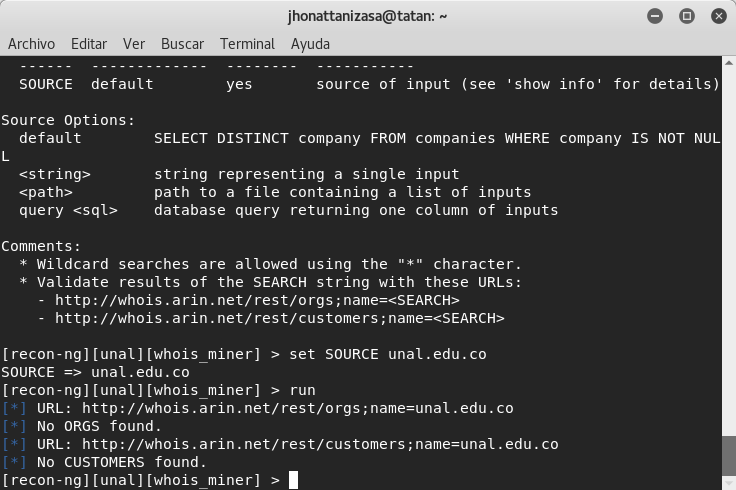 jhonattanizasa@tatan: ~
Archivo Editar Ver Buscar Terminal Ayuda
------ ------------- -------- -----------
SOURCE default yes source of input (see 'show info' for details)
Source Options:
default SELECT DISTINCT company FROM companies WHERE company IS NOT NUL
L
<string> string representing a single input
<path> path to a file containing a list of inputs
query <sql> database query returning one column of inputs
Comments:
* Wildcard searches are allowed using the "*" character.
* Validate results of the SEARCH string with these URLs:
- http://whois.arin.net/rest/orgs;name=<SEARCH>
- http://whois.arin.net/rest/customers;name=<SEARCH>
[recon-ng][unal][whois_miner] > set SOURCE unal.edu.co
SOURCE => unal.edu.co
[recon-ng][unal][whois_miner] > run
[*] URL: http://whois.arin.net/rest/orgs;name=unal.edu.co
[*] No ORGS found.
[*] URL: http://whois.arin.net/rest/customers;name=unal.edu.co
[*] No CUSTOMERS found.
[recon-ng][unal][whois_miner] >